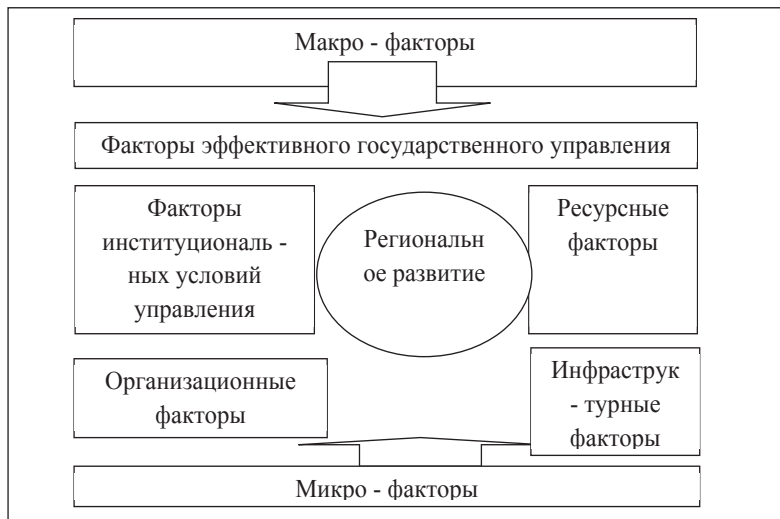 Макро - факторы
Факторы эффективного государственного управления
Факторы
институциональ -
ных условий
управления
Региональн
ое развитие
Ресурсные
факторы
Организационные
факторы
Инфраструк
- турные
факторы
Микро - факторы